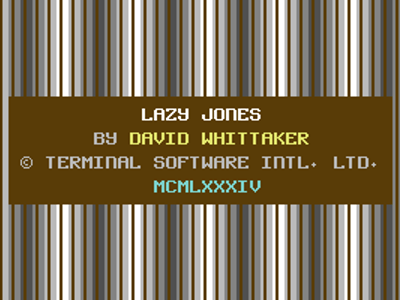 LAZY JONES
BY DAVID WHITTAKER
© TERMINAL SOFTWARE INTL. LTD.
MCMLXXXIV